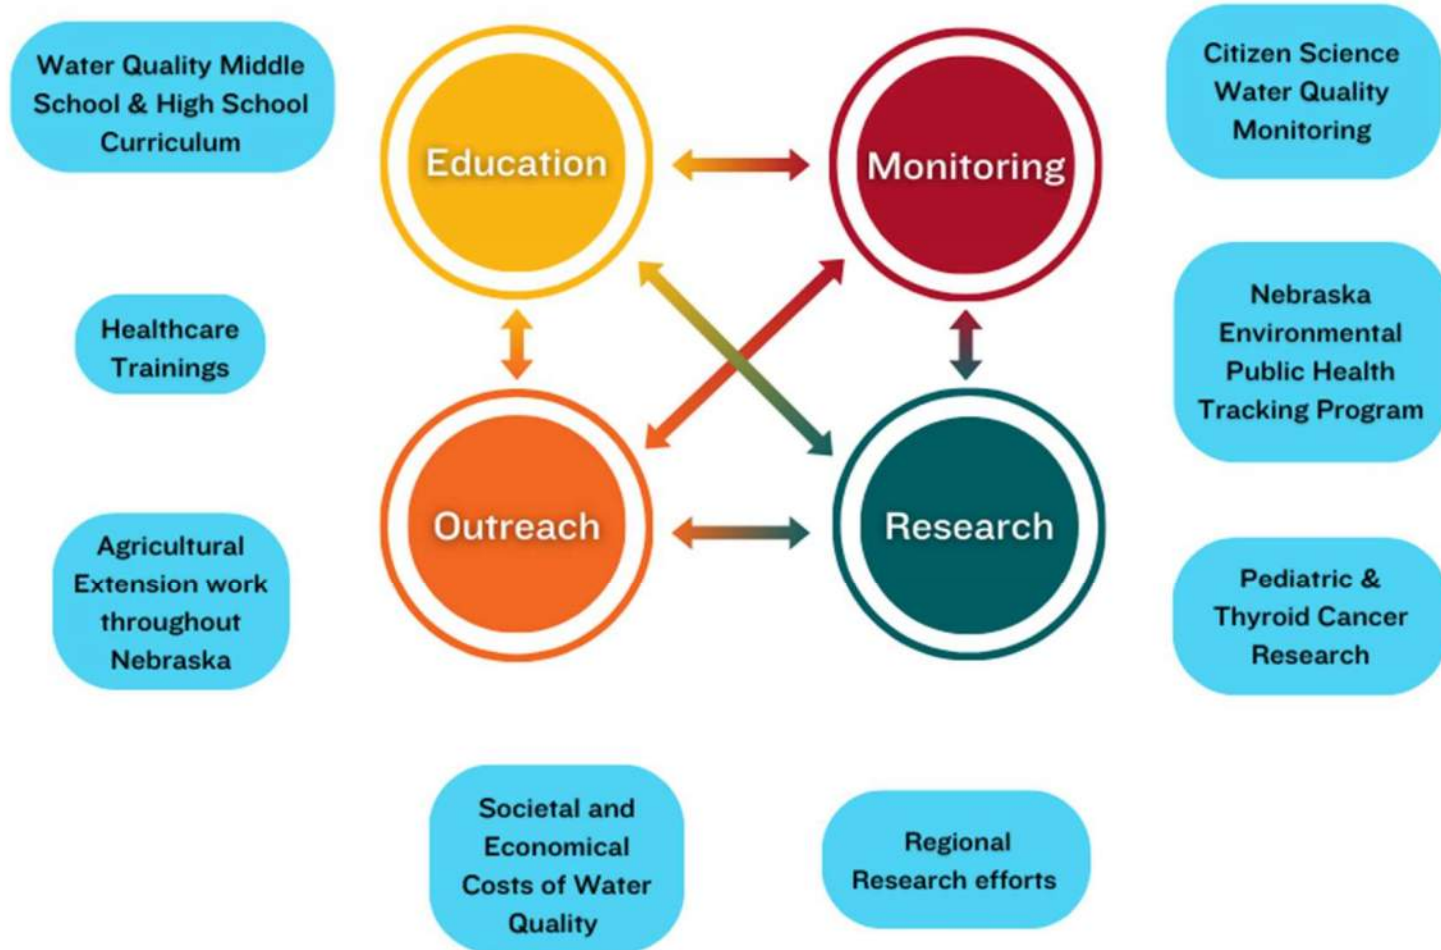 Water Quality Middle
School & High School
Curriculum
Education
Monitoring
Citizen Science
Water Quality
Monitoring
Healthcare
Trainings
Nebraska
Environmental
Public Health
Tracking Program
Agricultural
Extension work
throughout
Nebraska
Outreach
Research
Pediatric &
Thyroid Cancer
Research
Societal and
Economical
Costs of Water
Quality
Regional
Research efforts